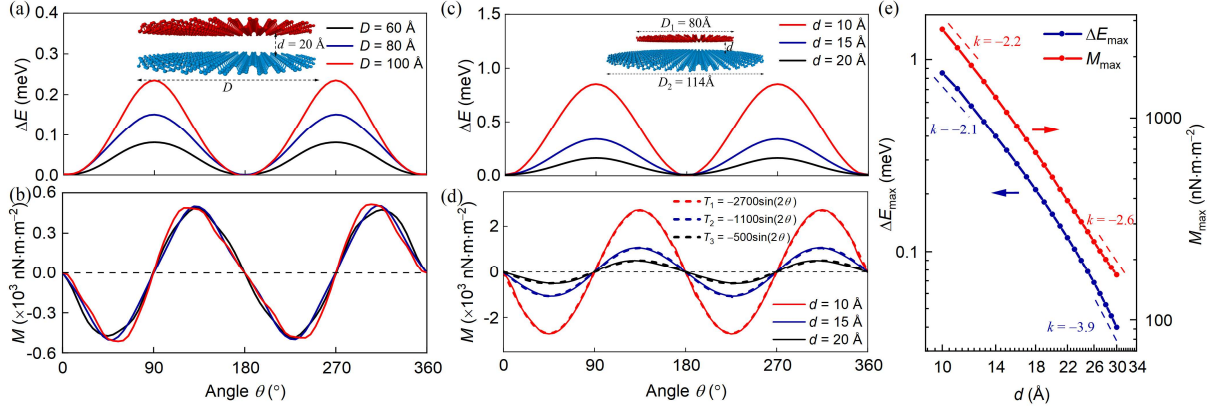 (a)
0.4
0.3
0.2
0.1
0.0
ΔE (meV)
d = 20 Å
D
D = 60 Å
D = 80 Å
D = 100 Å
(b)
0.6
0.3
0.0
-0.3
-0.6
M (×10³ nN·m·m⁻²)
0 90 180 270 360
Angle θ (°)
(c)
1.5
1.0
0.5
0.0
ΔE (meV)
D₁ = 80Å
d
D₂ = 114Å
d = 10 Å
d = 15 Å
d = 20 Å
(d)
2
0
-2
M (×10³ nN·m·m⁻²)
T₁ = −2700sin(2θ)
T₂ = −1100sin(2θ)
T₃ = −500sin(2θ)
d = 10 Å
d = 15 Å
d = 20 Å
0 90 180 270 360
Angle θ (°)
(e)
1
0.1
ΔEmax (meV)
k = −2.2
k = −2.1
k = −2.6
k = −3.9
ΔEmax
Mmax
1000
100
Mmax (nN·m·m⁻²)
10 14 18 22 26 30 34
d (Å)